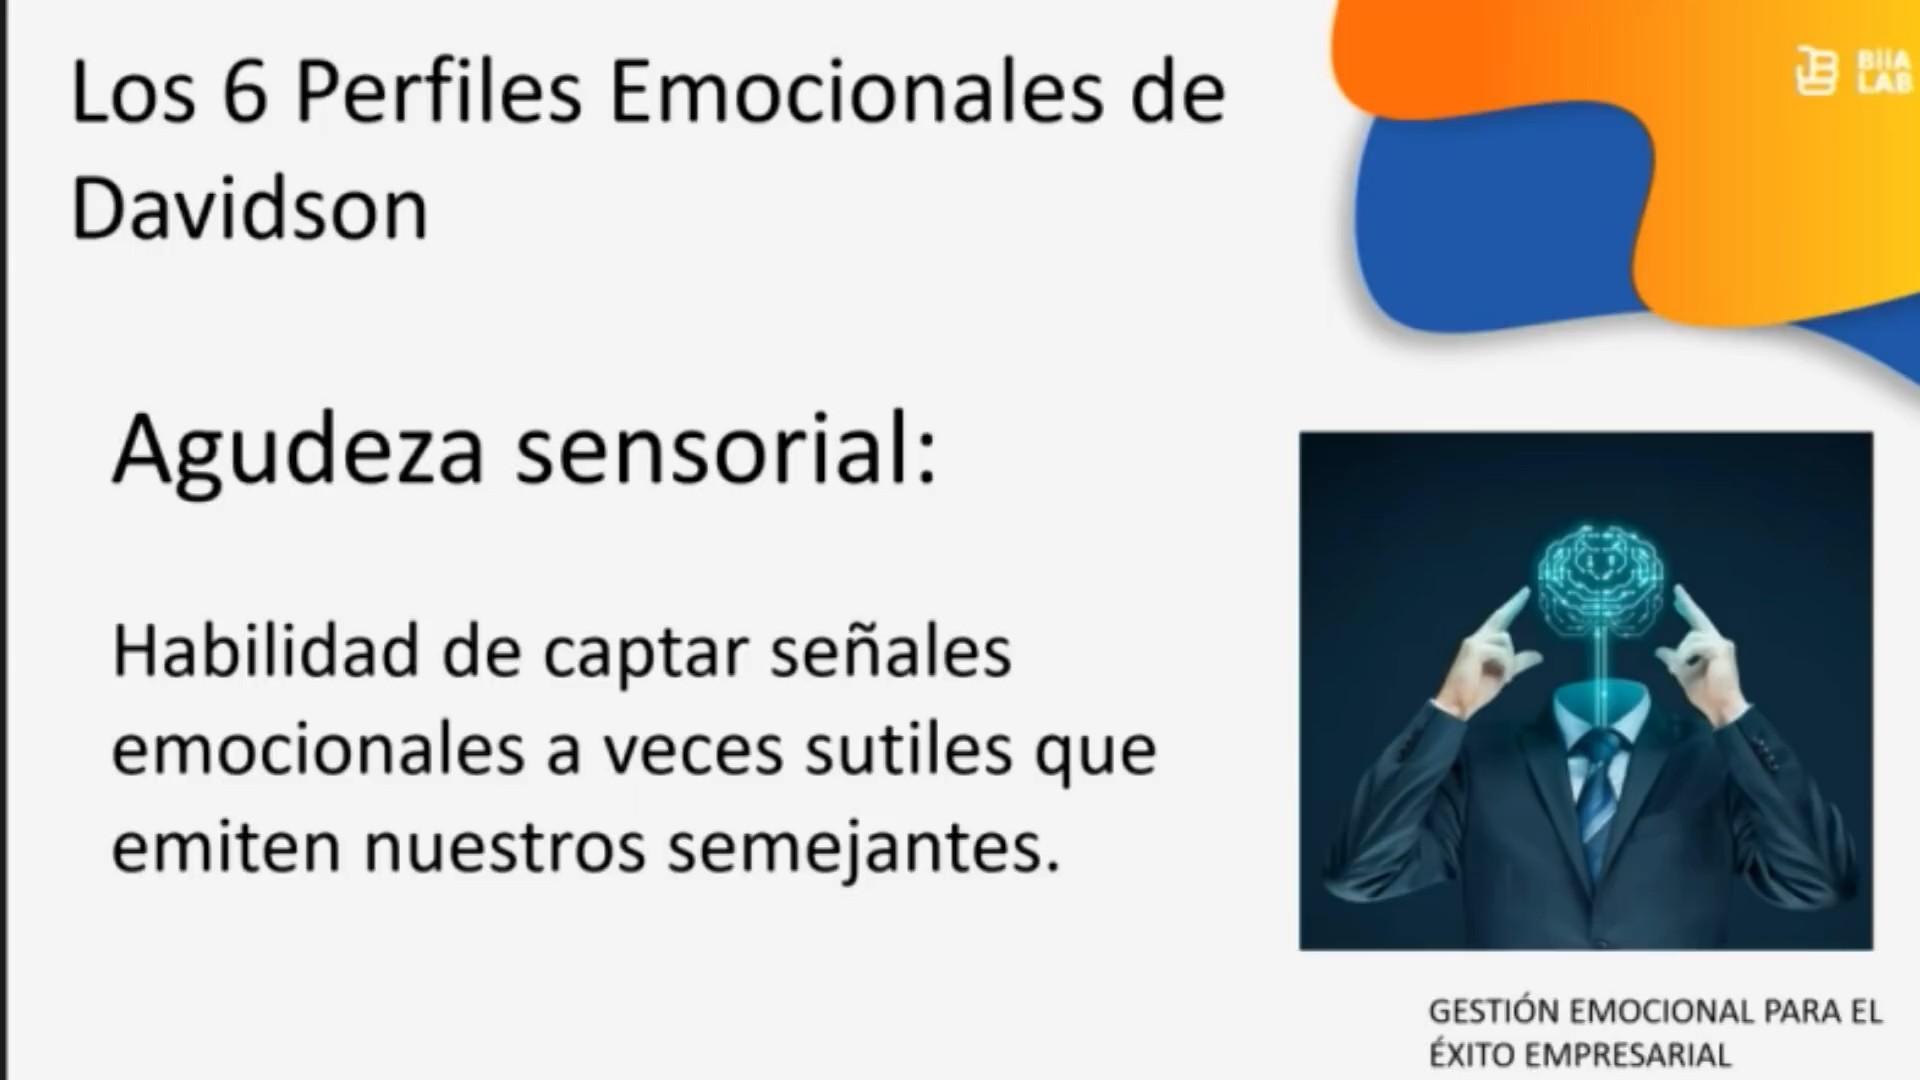 Los 6 Perfiles Emocionales de
Davidson
BIIA
LAB
Agudeza sensorial:
Habilidad de captar señales
emocionales a veces sutiles que
emiten nuestros semejantes.
GESTIÓN EMOCIONAL PARA EL
ÉXITO EMPRESARIAL